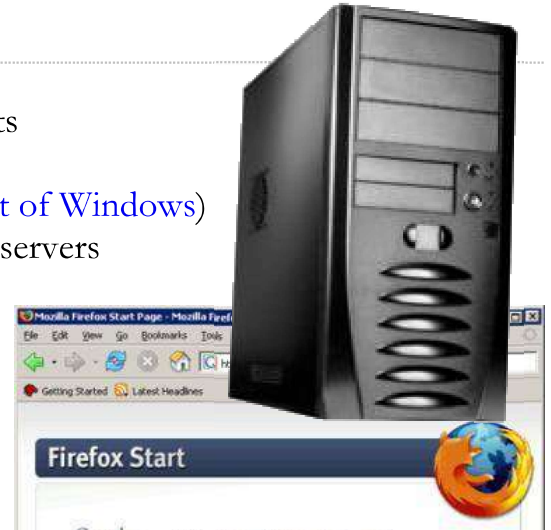 ts
t of Windows)
servers
Mozilla Firefox Start Page - Mozilla Firef
File Edit View Go Bookmarks Tools
Getting Started Latest Headlines
Firefox Start